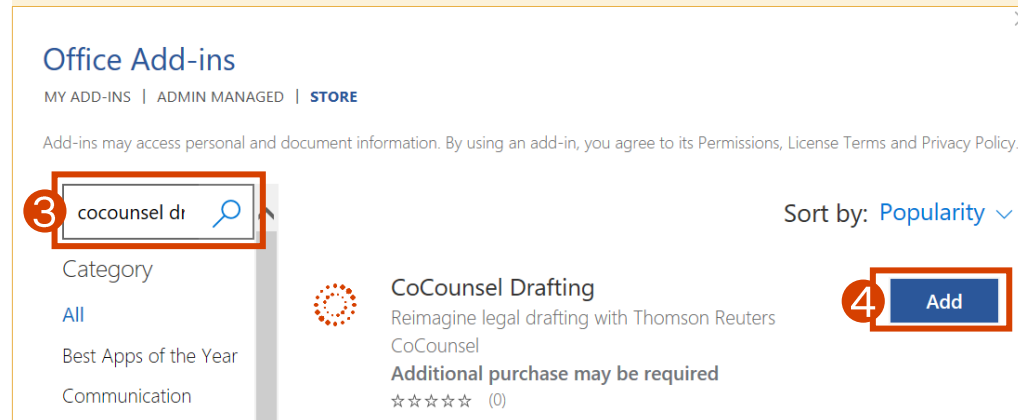 Office Add-ins
MY ADD-INS | ADMIN MANAGED | STORE
Add-ins may access personal and document information. By using an add-in, you agree to its Permissions, License Terms and Privacy Policy.
3
cocounsel dr
Sort by: Popularity
Category
All
Best Apps of the Year
Communication
CoCounsel Drafting
Reimagine legal drafting with Thomson Reuters
CoCounsel
Additional purchase may be required
(0)
4
Add